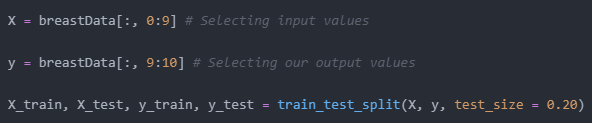 X = breastData[:, 0:9] # Selecting input values
y = breastData[:, 9:10] # Selecting our output values
X_train, X_test, y_train, y_test = train_test_split(X, y, test_size = 0.20)